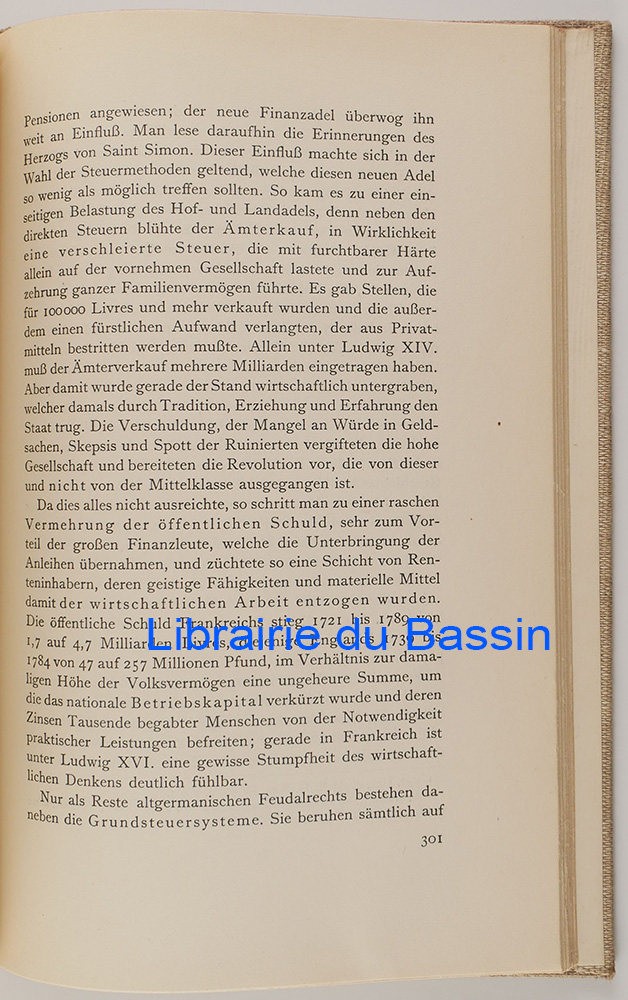 Pensionen angewiesen; der neue Finanzadel überwog ihn
weit an Einfluß. Man lese daraufhin die Erinnerungen des
Herzogs von Saint Simon. Dieser Einfluß machte sich in der
Wahl der Steuermethoden geltend, welche diesen neuen Adel
so wenig als möglich treffen sollten. So kam es zu einer ein-
seitigen Belastung des Hof- und Landadels, denn neben den
direkten Steuern blühte der Ämterkauf, in Wirklichkeit
eine verschleierte Steuer, die mit furchtbarer Härte
allein auf der vornehmen Gesellschaft lastete und zur Auf-
zehrung ganzer Familienvermögen führte. Es gab Stellen, die
für 100000 Livres und mehr verkauft wurden und die außer-
dem einen fürstlichen Aufwand verlangten, der aus Privat-
mitteln bestritten werden mußte. Allein unter Ludwig XIV.
muß der Ämterverkauf mehrere Milliarden eingetragen haben.
Aber damit wurde gerade der Stand wirtschaftlich untergraben,
welcher damals durch Tradition, Erziehung und Erfahrung den
Staat trug. Die Verschuldung, der Mangel an Würde in Geld-
sachen, Skepsis und Spott der Ruinierten vergifteten die hohe
Gesellschaft und bereiteten die Revolution vor, die von dieser
und nicht von der Mittelklasse ausgegangen ist.
Da dies alles nicht ausreichte, so schritt man zu einer raschen
Vermehrung der öffentlichen Schuld, sehr zum Vor-
teil der großen Finanzleute, welche die Unterbringung der
Anleihen übernahmen, und züchtete so eine Schicht von Ren-
teninhabern, deren geistige Fähigkeiten und materielle Mittel
damit der wirtschaftlichen Arbeit entzogen wurden.
Die öffentliche Schuld Frankreichs stieg 1721 bis 1789 von
1,7 auf 4,7 Milliarden Livres, diejenige Englands 1739 bis
1784 von 47 auf 257 Millionen Pfund, im Verhältnis zur dama-
ligen Höhe der Volksvermögen eine ungeheure Summe, um
die das nationale Betriebskapital verkürzt wurde und deren
Zinsen Tausende begabter Menschen von der Notwendigkeit
praktischer Leistungen befreiten; gerade in Frankreich ist
unter Ludwig XVI. eine gewisse Stumpfheit des wirtschaft-
lichen Denkens deutlich fühlbar.
Nur als Reste altgermanischen Feudalrechts bestehen da-
neben die Grundsteuersysteme. Sie beruhen sämtlich auf
301
Librairie du Bassin